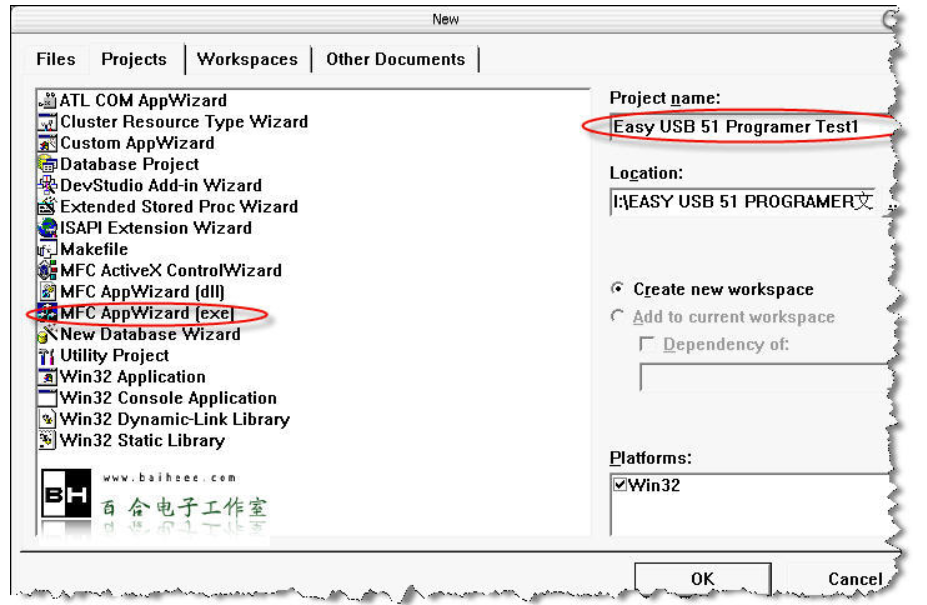 New
Files Projects Workspaces Other Documents
ATL COM AppWizard
Cluster Resource Type Wizard
Custom AppWizard
Database Project
DevStudio Add-in Wizard
Extended Stored Proc Wizard
ISAPI Extension Wizard
Makefile
MFC ActiveX ControlWizard
MFC AppWizard (dll)
MFC AppWizard (exe)
New Database Wizard
Utility Project
Win32 Application
Win32 Console Application
Win32 Dynamic-Link Library
Win32 Static Library
BH
www.baiheee.com
百合电子工作室
Project name:
Easy USB 51 Programer Test1
Location:
I:\EASY USB 51 PROGRAMER文
...
Create new workspace
Add to current workspace
Dependency of:
Platforms:
Win32
OK Cancel